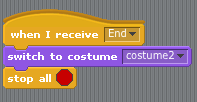 when I receive End
switch to costume costume2
stop all